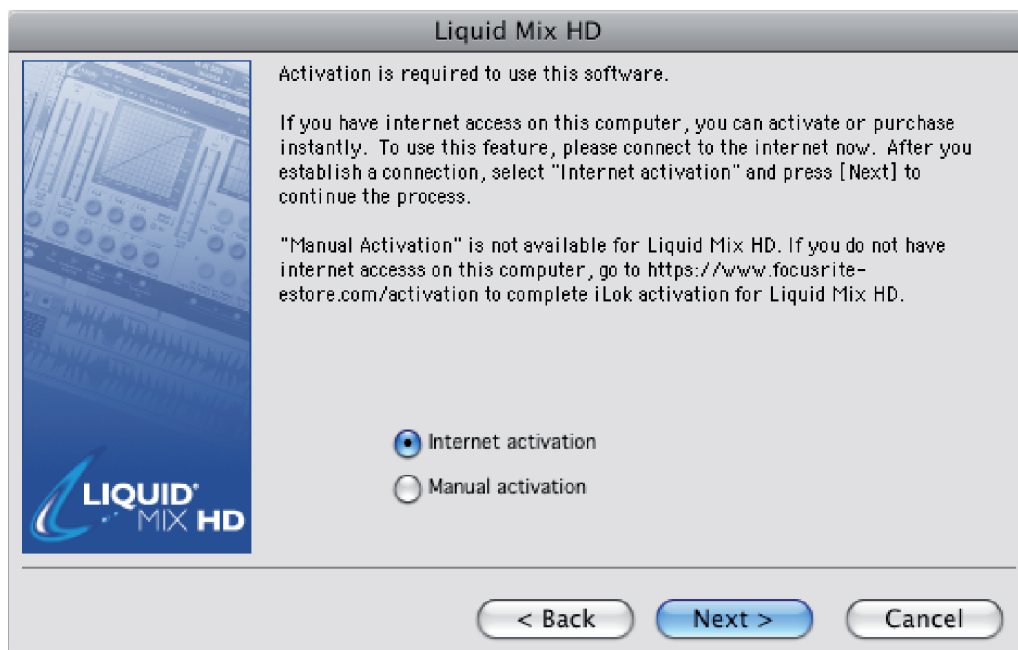 Liquid Mix HD
Activation is required to use this software.
If you have internet access on this computer, you can activate or purchase
instantly. To use this feature, please connect to the internet now. After you
establish a connection, select "Internet activation" and press [Next] to
continue the process.
"Manual Activation" is not available for Liquid Mix HD. If you do not have
internet accesss on this computer, go to https://www.focusrite-
estore.com/activation to complete iLok activation for Liquid Mix HD.
Internet activation
Manual activation
LIQUID®
MIX HD
< Back Next > Cancel